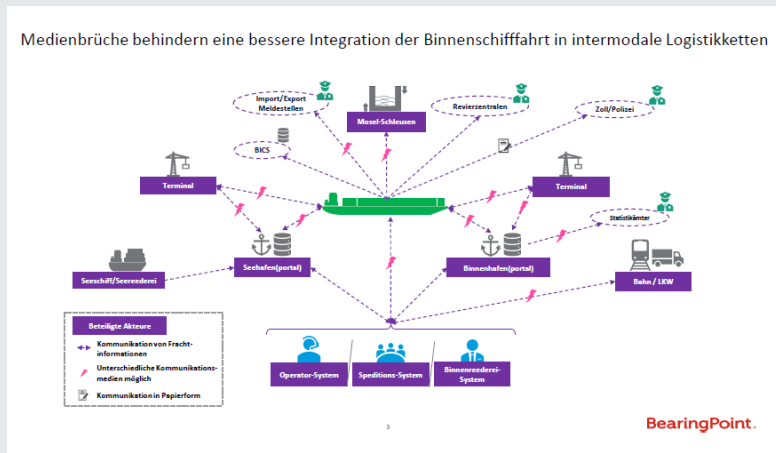 Medienbrüche behindern eine bessere Integration der Binnenschifffahrt in intermodale Logistikketten
Import/Export
Meldestellen
Revierzentralen
Zoll/Polizei
Mosel-Schleusen
BICS
Terminal
Terminal
Statistikämter
Seehafen(portal)
Binnenhafen(portal)
Seeschiff/Seereederei
Bahn / LKW
Beteiligte Akteure
Kommunikation von Fracht-
informationen
Unterschiedliche Kommunikations-
medien möglich
Kommunikation in Papierform
Operator-System
Speditions-System
Binnenreederei-
System
3
BearingPoint.